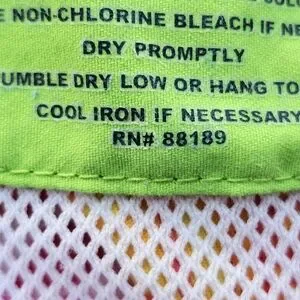 NON-CHLORINE BLEACH IF NE
DRY PROMPTLY
UMBLE DRY LOW OR HANG TO
COOL IRON IF NECESSARY
RN# 88189